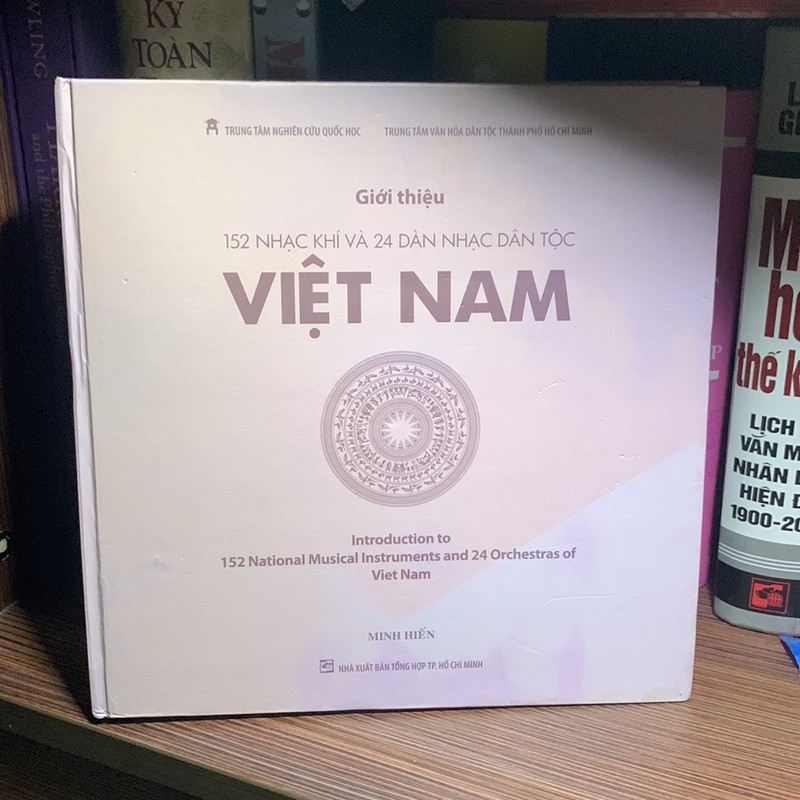 TRUNG TÂM NGHIÊN CỨU QUỐC HỌC
TRUNG TÂM VĂN HÓA DÂN TỘC THÀNH PHỐ HỒ CHÍ MINH
Giới thiệu
152 NHẠC KHÍ VÀ 24 DÀN NHẠC DÂN TỘC
VIỆT NAM
Introduction to
152 National Musical Instruments and 24 Orchestras of
Viet Nam
MINH HIẾN
NHÀ XUẤT BẢN TỔNG HỢP TP. HỒ CHÍ MINH
KỲ
TOÀN
and the
thế k
LỊCH
VĂN M
NHÂN
HIỆN Đ
1900-20